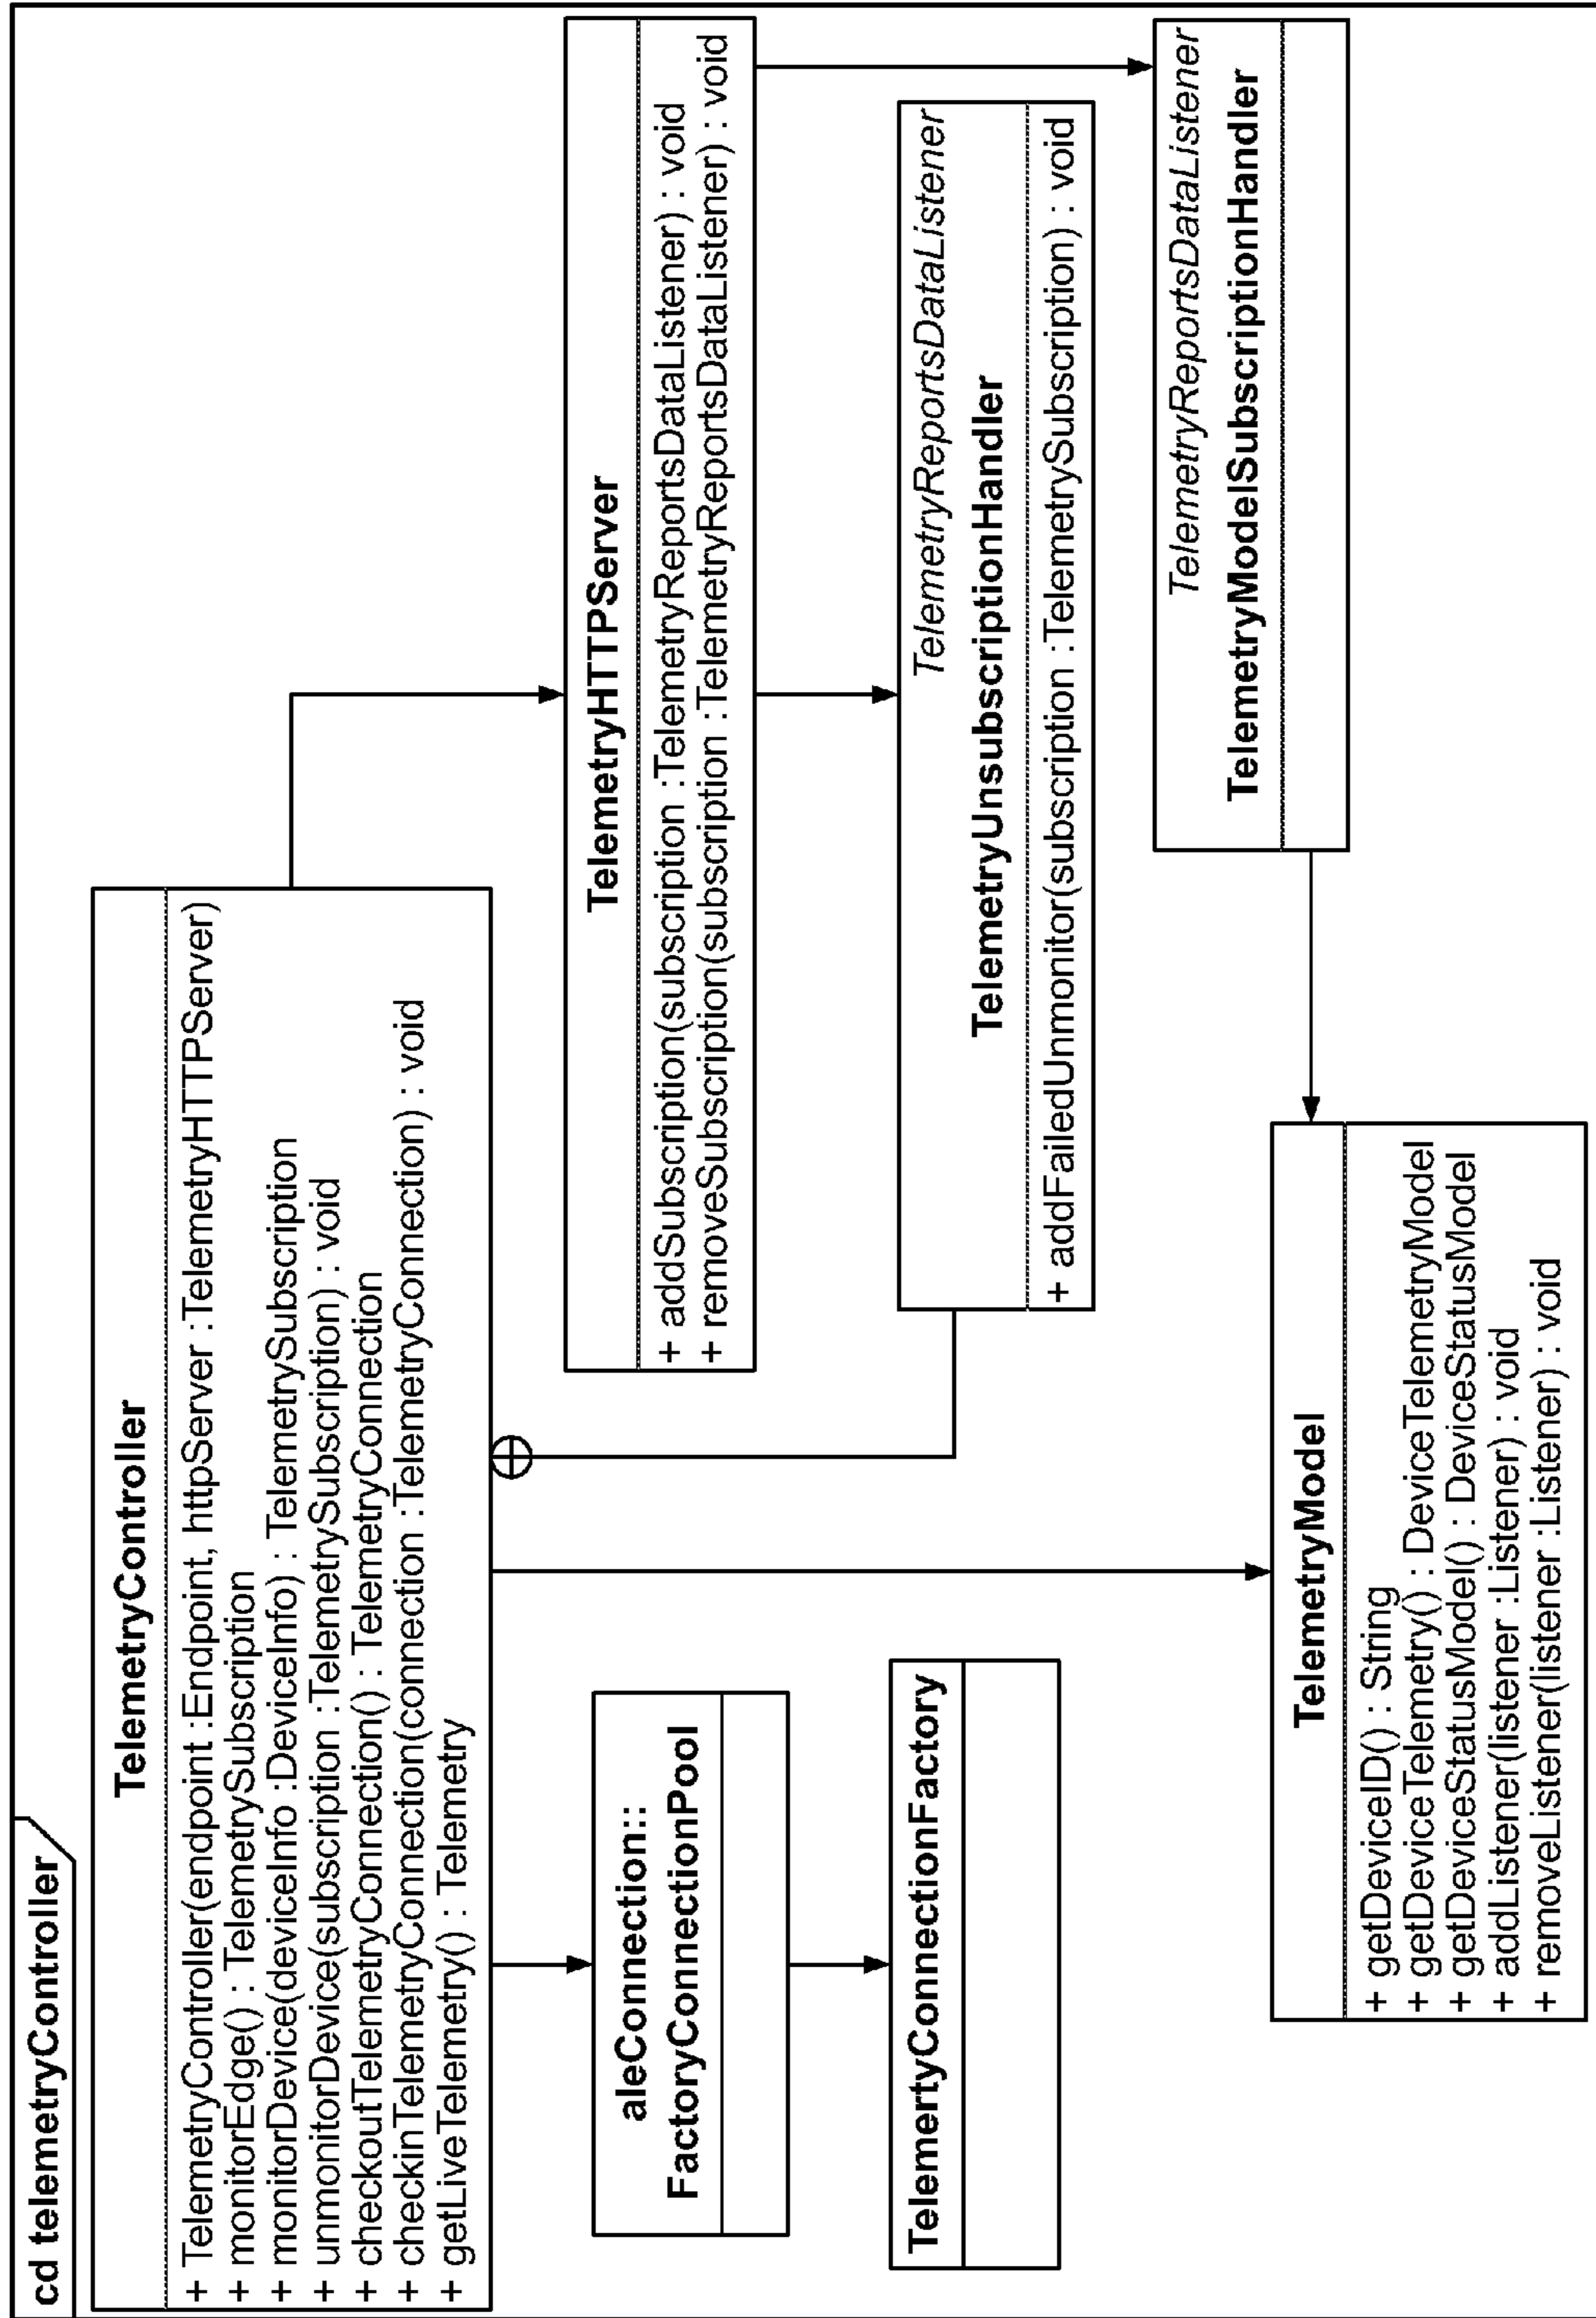 cd telemetryController
TelemetryController
+ TelemetryController(endpoint :Endpoint, httpServer :TelemetryHTTPServer)
+ monitorEdge() : TelemetrySubscription
+ monitorDevice(deviceInfo :DeviceInfo) : TelemetrySubscription
+ unmonitorDevice(subscription :TelemetrySubscription) : void
+ checkoutTelemetryConnection() : TelemetryConnection
+ checkinTelemetryConnection(connection :TelemetryConnection) : void
+ getLiveTelemetry() : Telemetry
TelemetryHTTPServer
+ addSubscription(subscription :TelemetryReportsDataListener) : void
+ removeSubscription(subscription :TelemetryReportsDataListener) : void
aleConnection::
FactoryConnectionPool
TelemertyConnectionFactory
TelemetryReportsDataListener
TelemetryUnsubscriptionHandler
+ addFailedUnmonitor(subscription :TelemetrySubscription) : void
TelemetryReportsDataListener
TelemetryModelSubscriptionHandler
TelemetryModel
+ getDeviceID() : String
+ getDeviceTelemetry() : DeviceTelemetryModel
+ getDeviceStatusModel() : DeviceStatusModel
+ addListener(listener :Listener) : void
+ removeListener(listener :Listener) : void